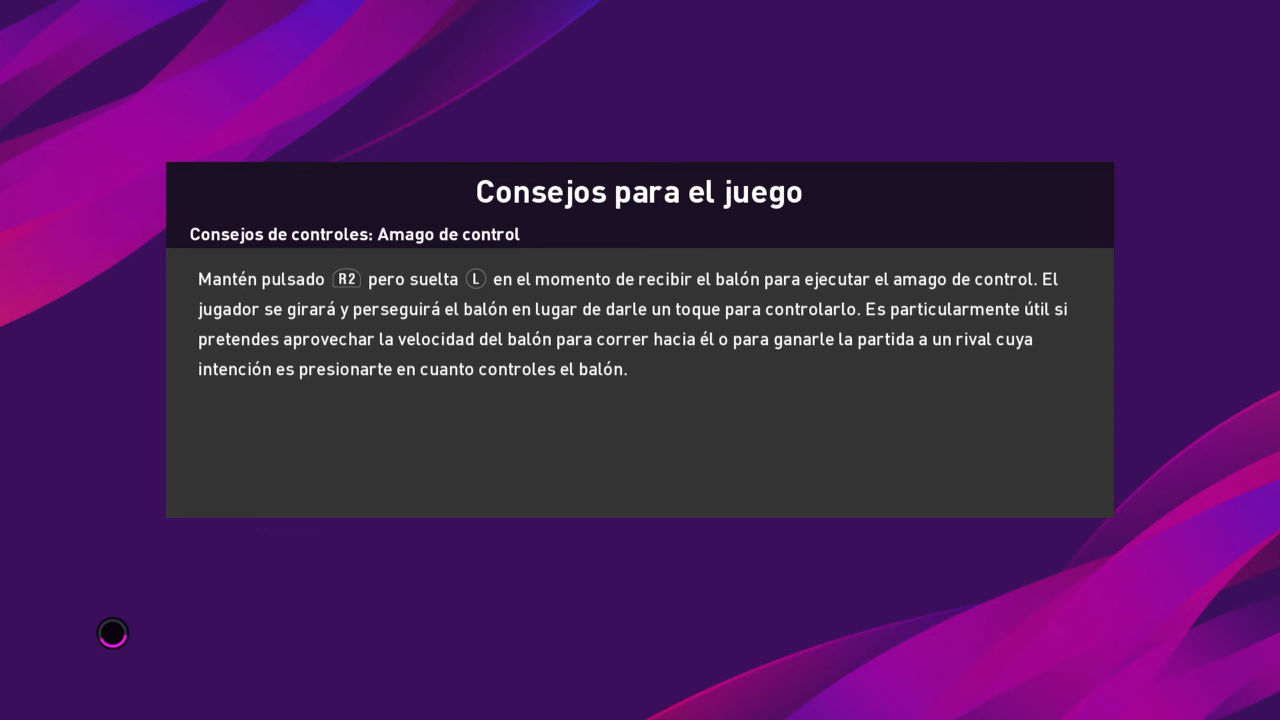 Consejos para el juego
Consejos de controles: Amago de control
Mantén pulsado R2 pero suelta L en el momento de recibir el balón para ejecutar el amago de control. El
jugador se girará y perseguirá el balón en lugar de darle un toque para controlarlo. Es particularmente útil si
pretendes aprovechar la velocidad del balón para correr hacia él o para ganarle la partida a un rival cuya
intención es presionarte en cuanto controles el balón.